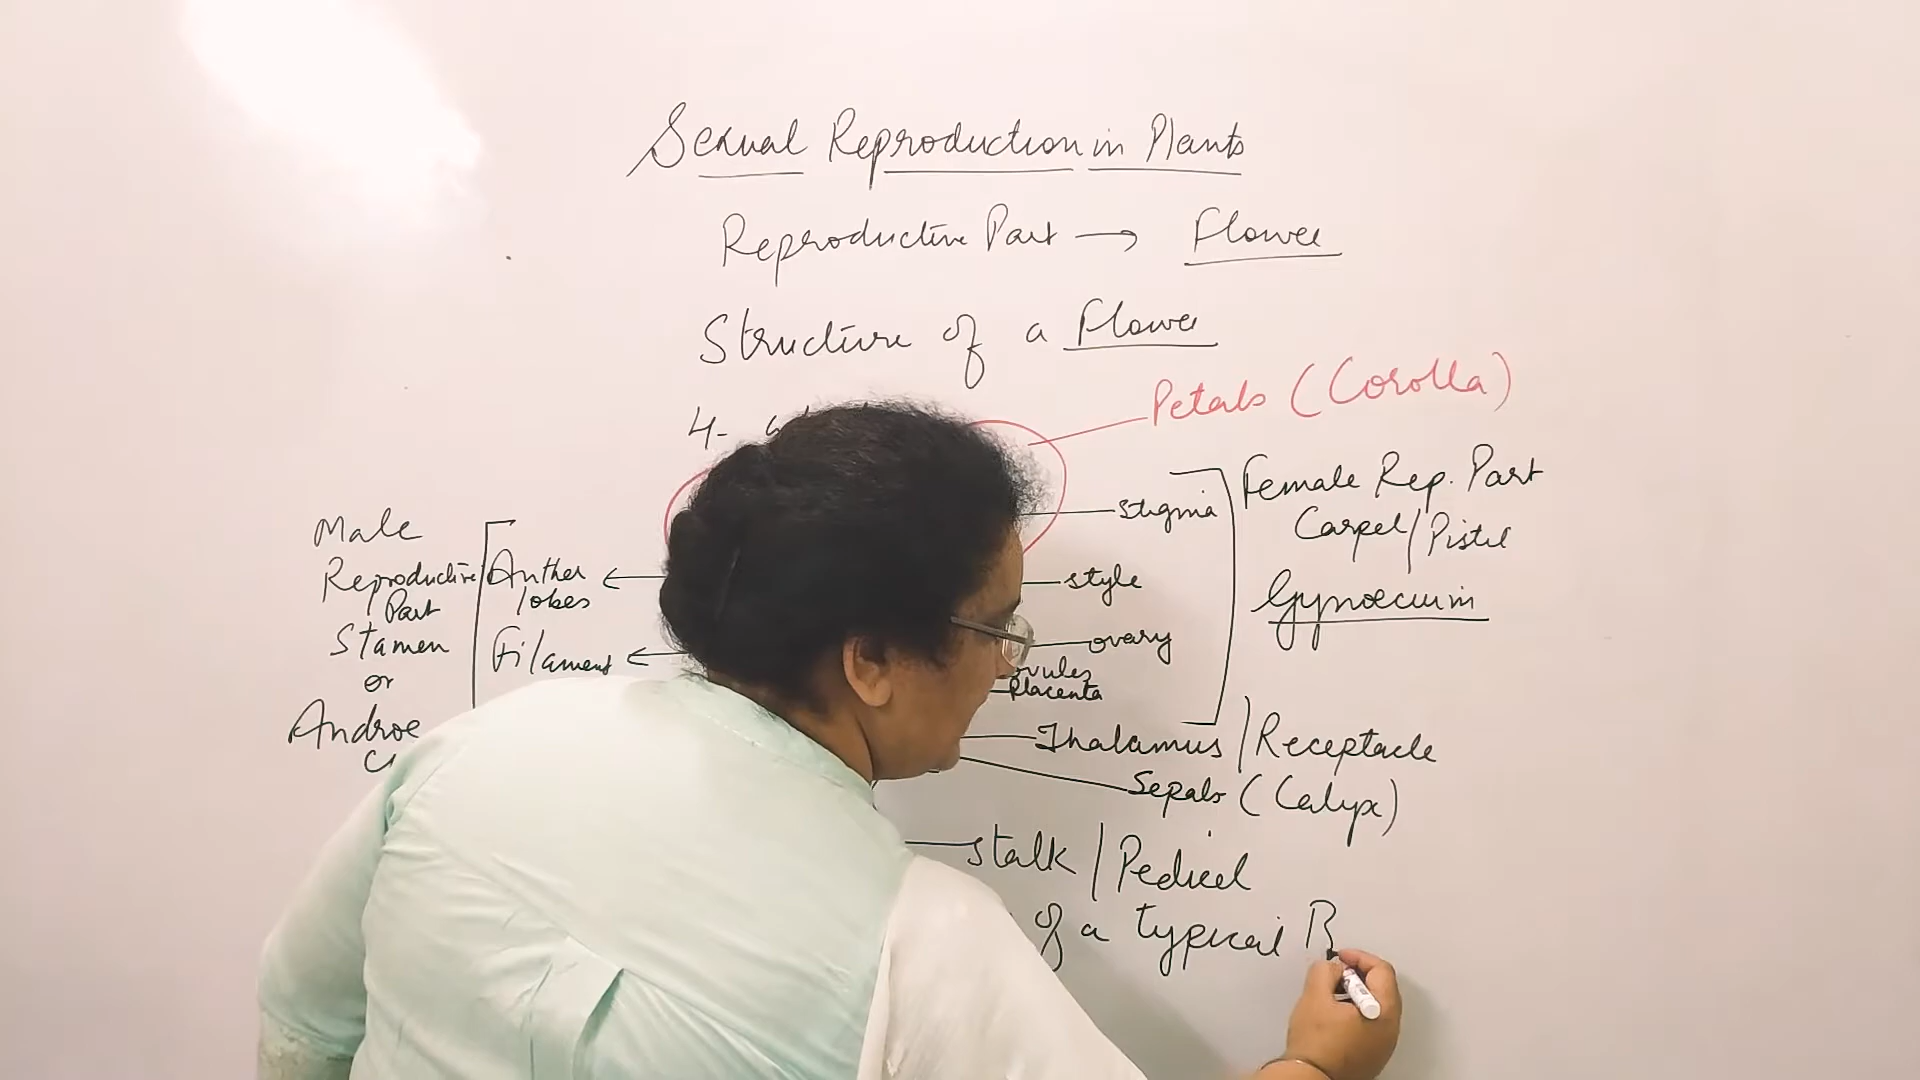 Sexual Reproduction in Plants
Reproductive Part → Flower
Structure of a Flower
4-
Petals (Corolla)
Male
Reproductive
Part
Stamen
or
Androe
Anther
lobes
Filament
Stigma
style
ovary
ovules
Placenta
Female Rep. Part
Carpel/Pistil
Gynoecium
Thalamus/Receptacle
Sepals (Calyx)
Stalk/Pedicel
of a typical B